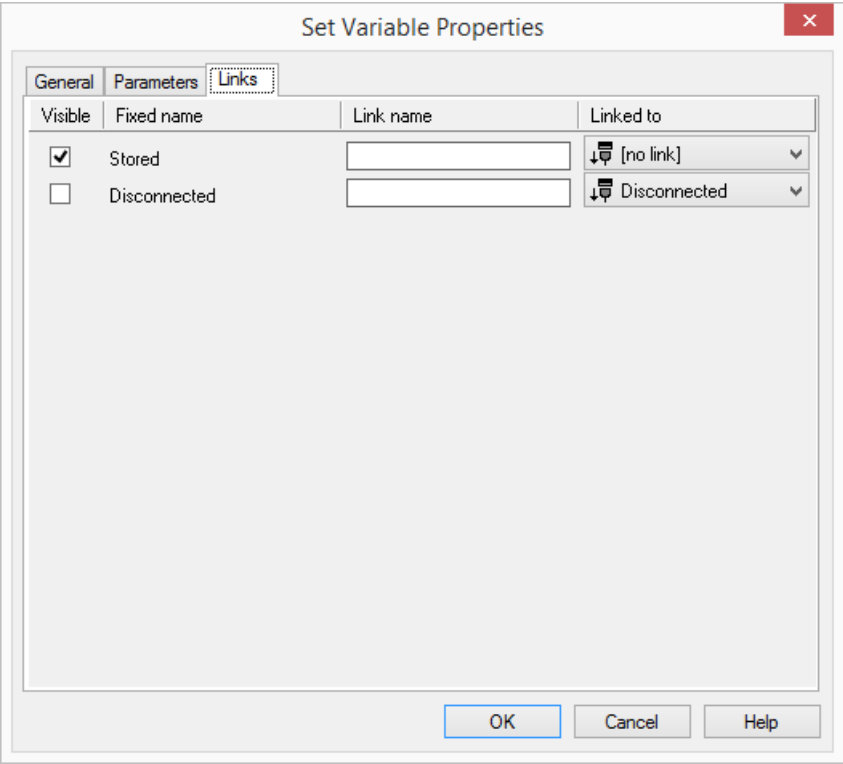 Set Variable Properties
General Parameters Links
Visible Fixed name Link name Linked to
Stored [no link]
Disconnected Disconnected
OK Cancel Help